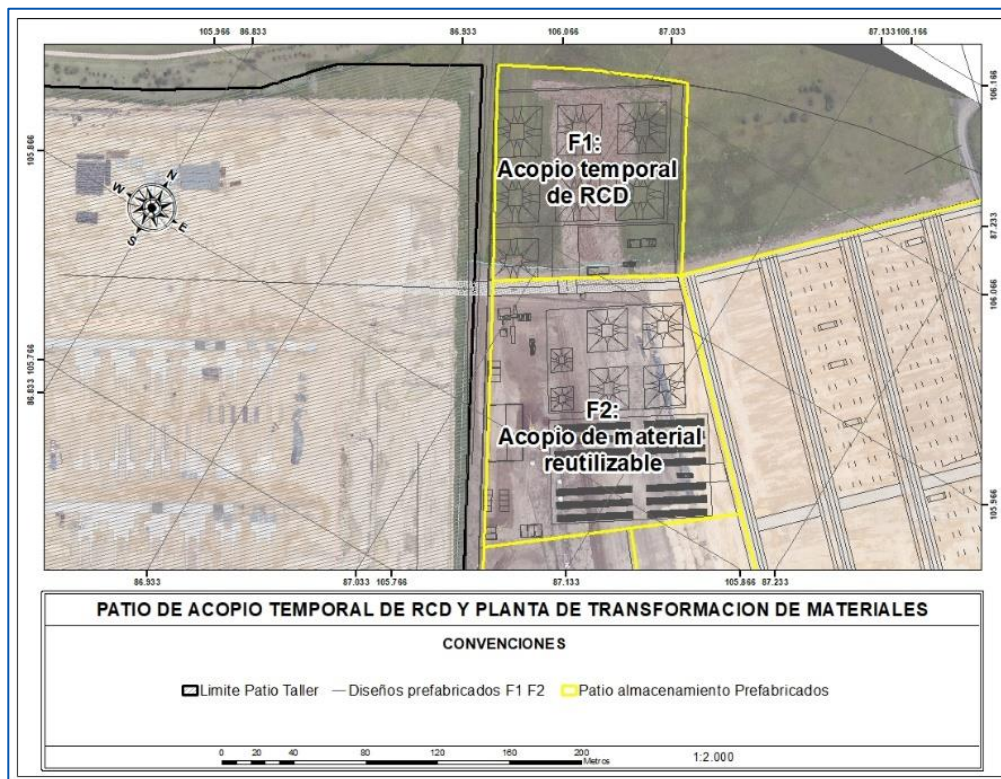 105.966 86.833 86.933 106.066 87.033 87.133 106.166
106.166
105.866
N
W
E
S
F1:
Acopio temporal
de RCD
87.233
106.066
105.766
86.833
F2:
Acopio de material
reutilizable
105.966
86.933 87.033 105.766 87.133 105.866 87.233
PATIO DE ACOPIO TEMPORAL DE RCD Y PLANTA DE TRANSFORMACION DE MATERIALES
CONVENCIONES
Limite Patio Taller Diseños prefabricados F1 F2 Patio almacenamiento Prefabricados
0 20 40 80 120 160 200
Metros
1:2.000